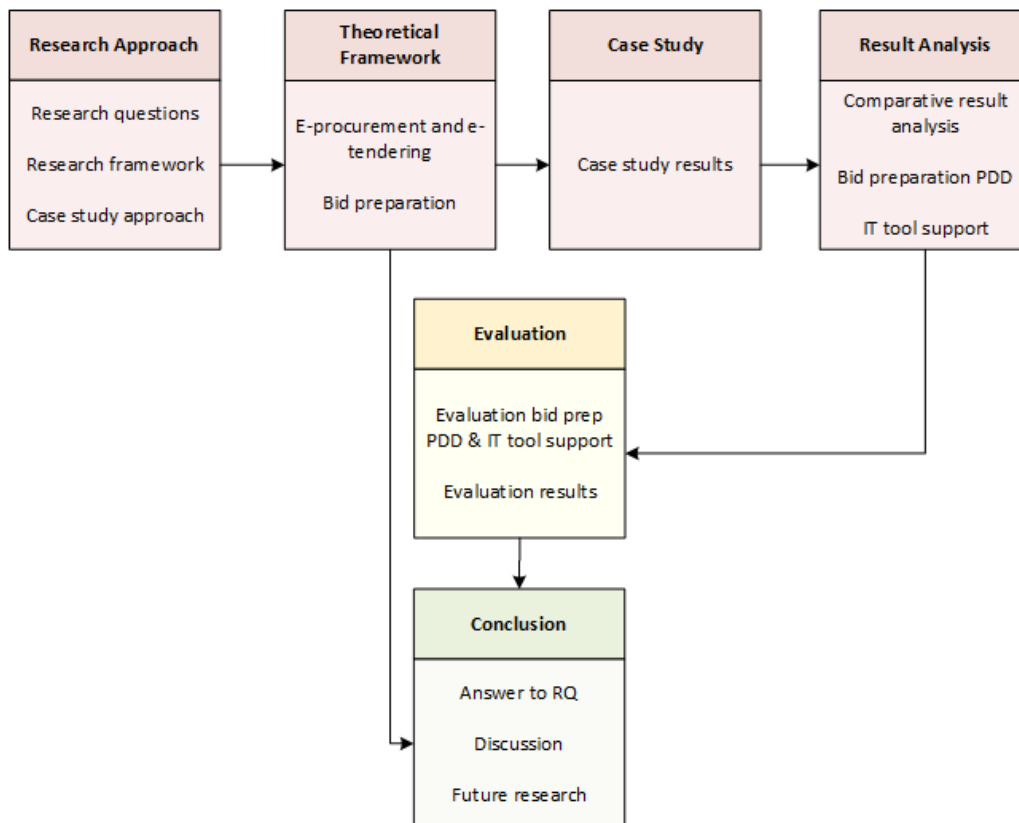 Research Approach
Research questions
Research framework
Case study approach
Theoretical
Framework
E-procurement and e-
tendering
Bid preparation
Case Study
Case study results
Result Analysis
Comparative result
analysis
Bid preparation PDD
IT tool support
Evaluation
Evaluation bid prep
PDD & IT tool support
Evaluation results
Conclusion
Answer to RQ
Discussion
Future research